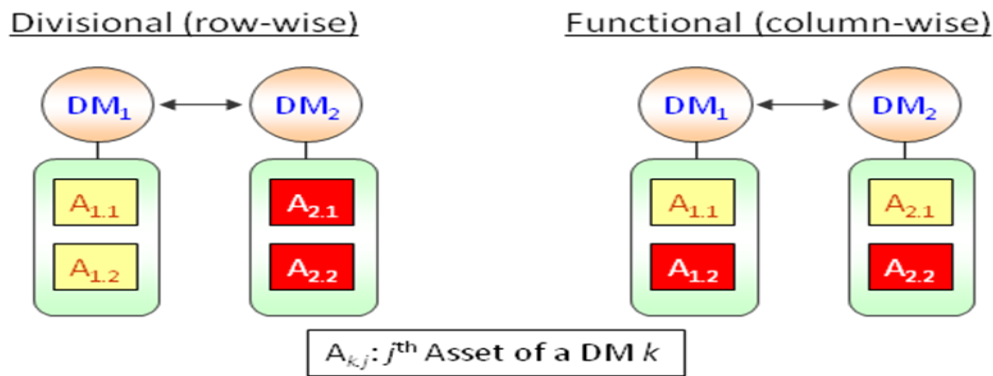 Divisional (row-wise)
Functional (column-wise)
DM₁
DM₂
DM₁
DM₂
A₁.₁
A₂.₁
A₁.₁
A₂.₁
A₁.₂
A₂.₂
A₁.₂
A₂.₂
Aₖ,ⱼ: jᵗʰ Asset of a DM k